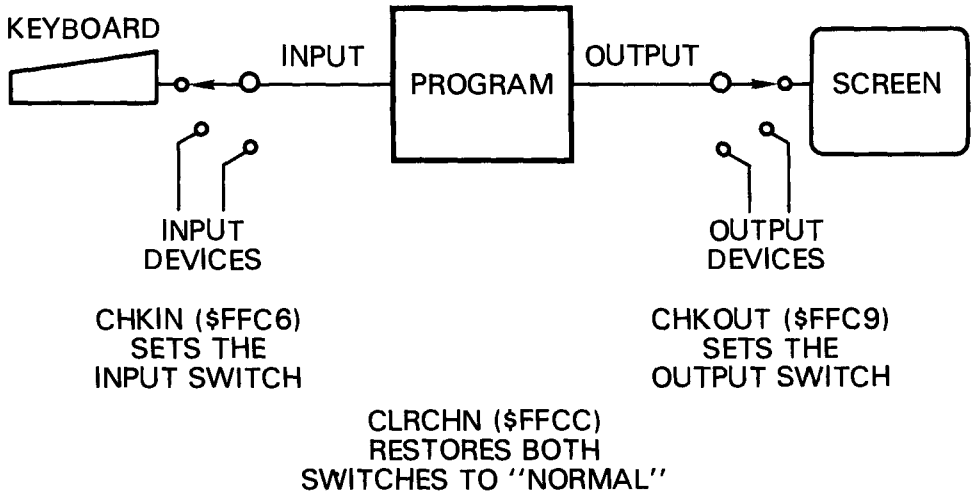 KEYBOARD
INPUT
PROGRAM
OUTPUT
SCREEN
INPUT
DEVICES
OUTPUT
DEVICES
CHKIN ($FFC6)
SETS THE
INPUT SWITCH
CHKOUT ($FFC9)
SETS THE
OUTPUT SWITCH
CLRCHN ($FFCC)
RESTORES BOTH
SWITCHES TO "NORMAL"